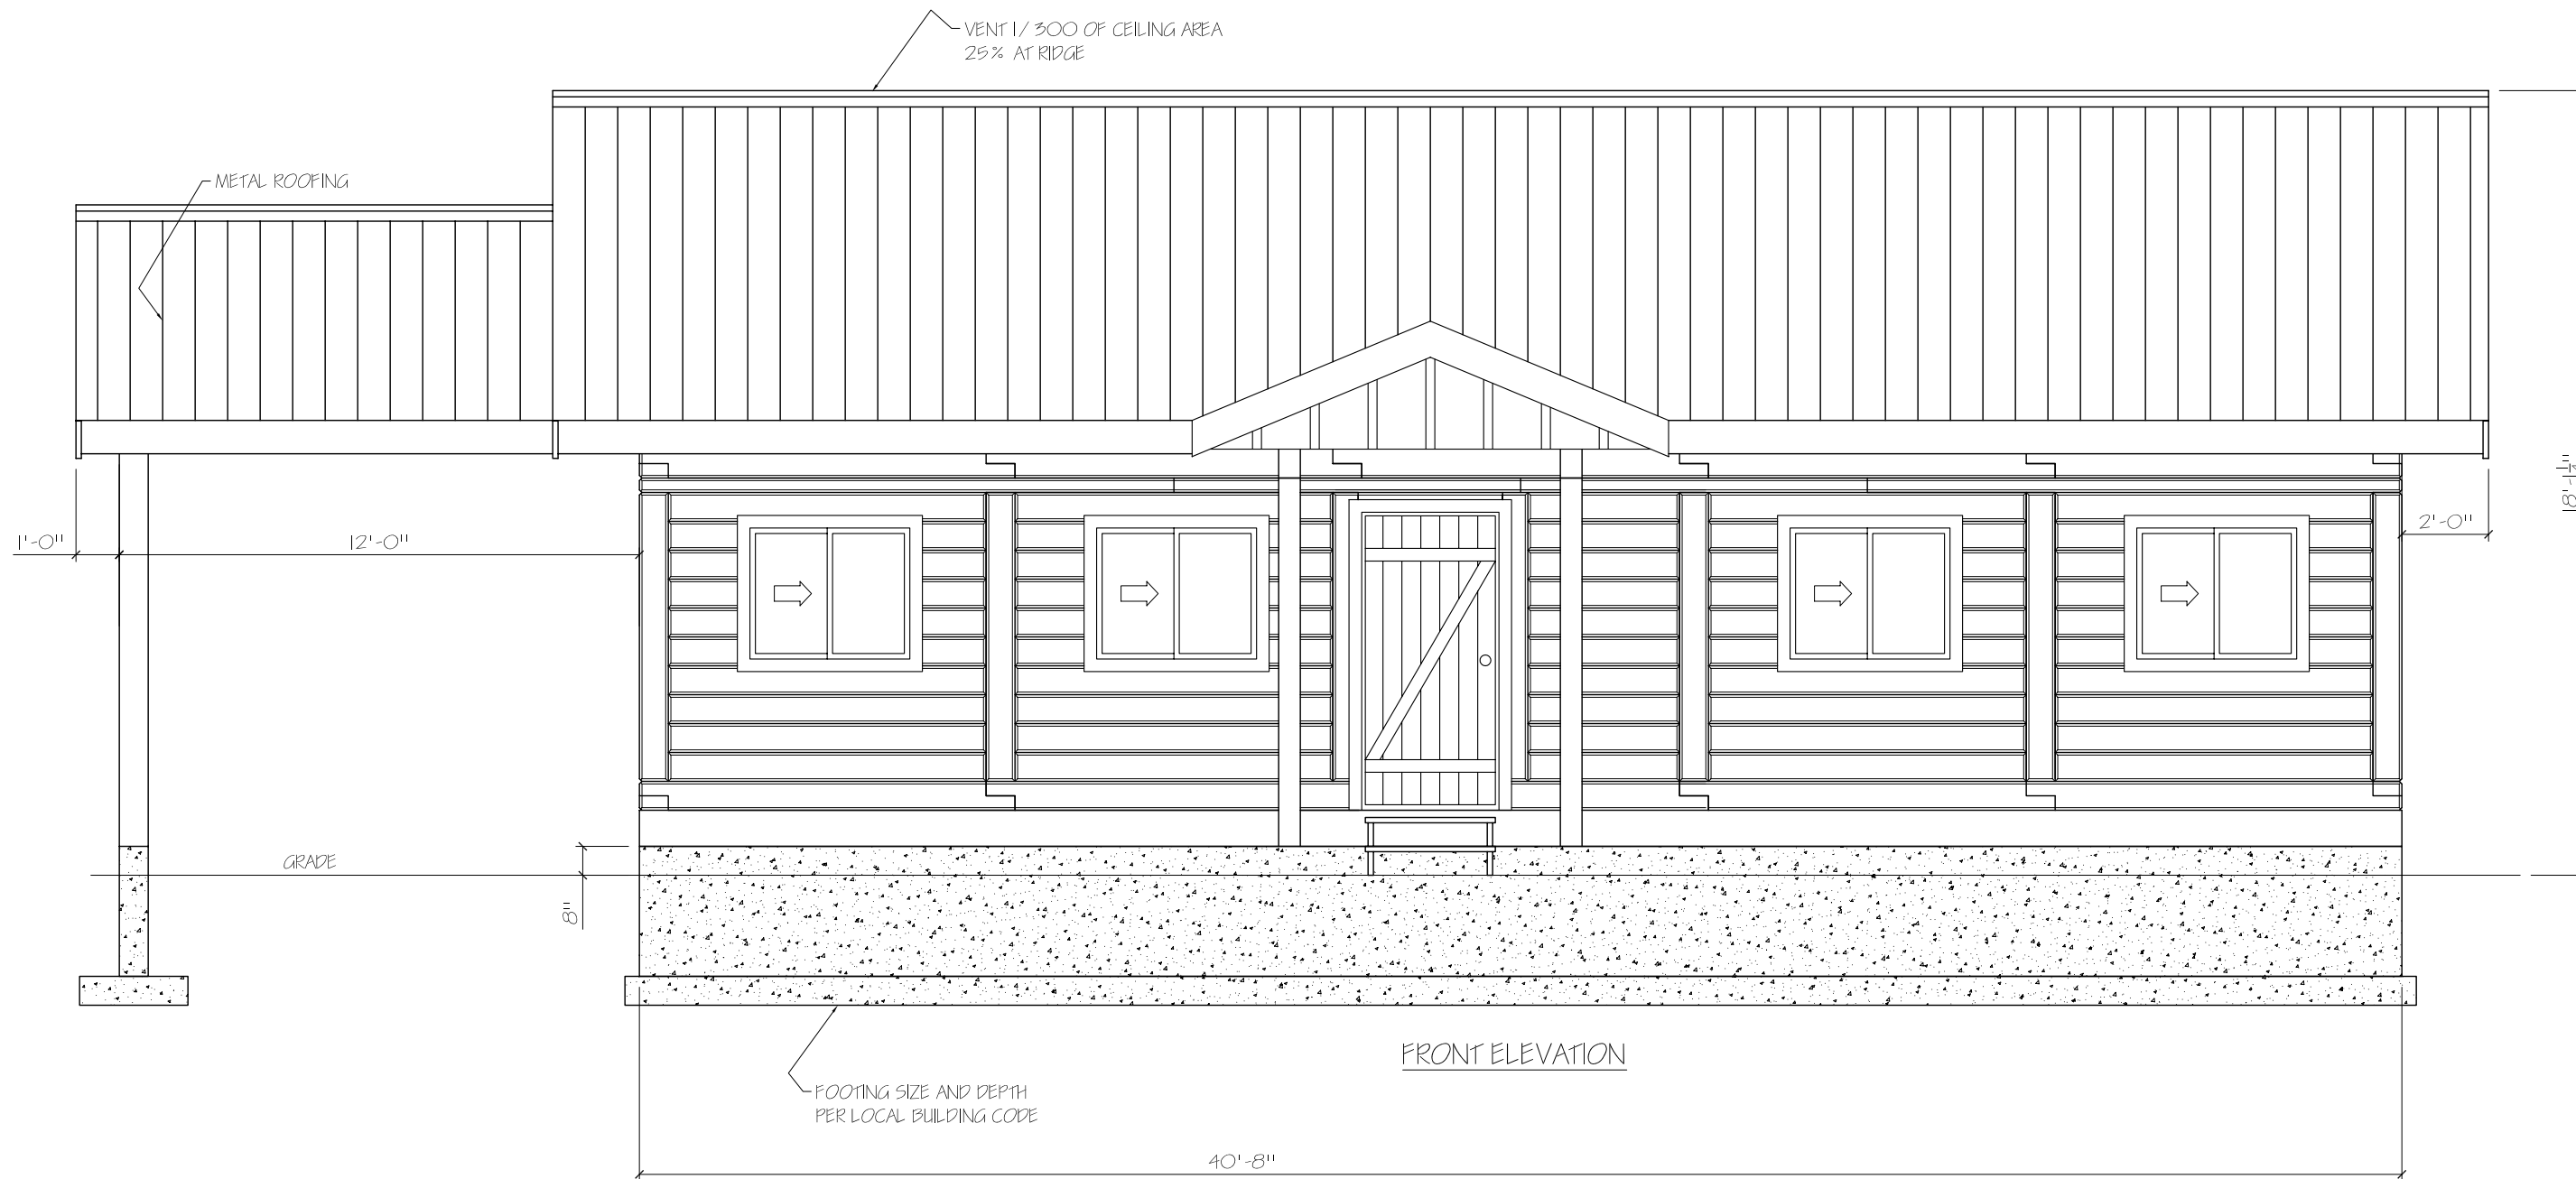 VENT 1/300 OF CEILING AREA
25% AT RIDGE
METAL ROOFING
1'-0"
12'-0"
2'-0"
GRADE
8"
FRONT ELEVATION
FOOTING SIZE AND DEPTH
PER LOCAL BUILDING CODE
40'-8"